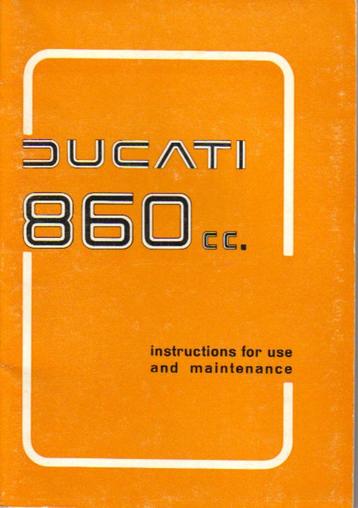 DUCATI
860 cc.
instructions for use
and maintenance